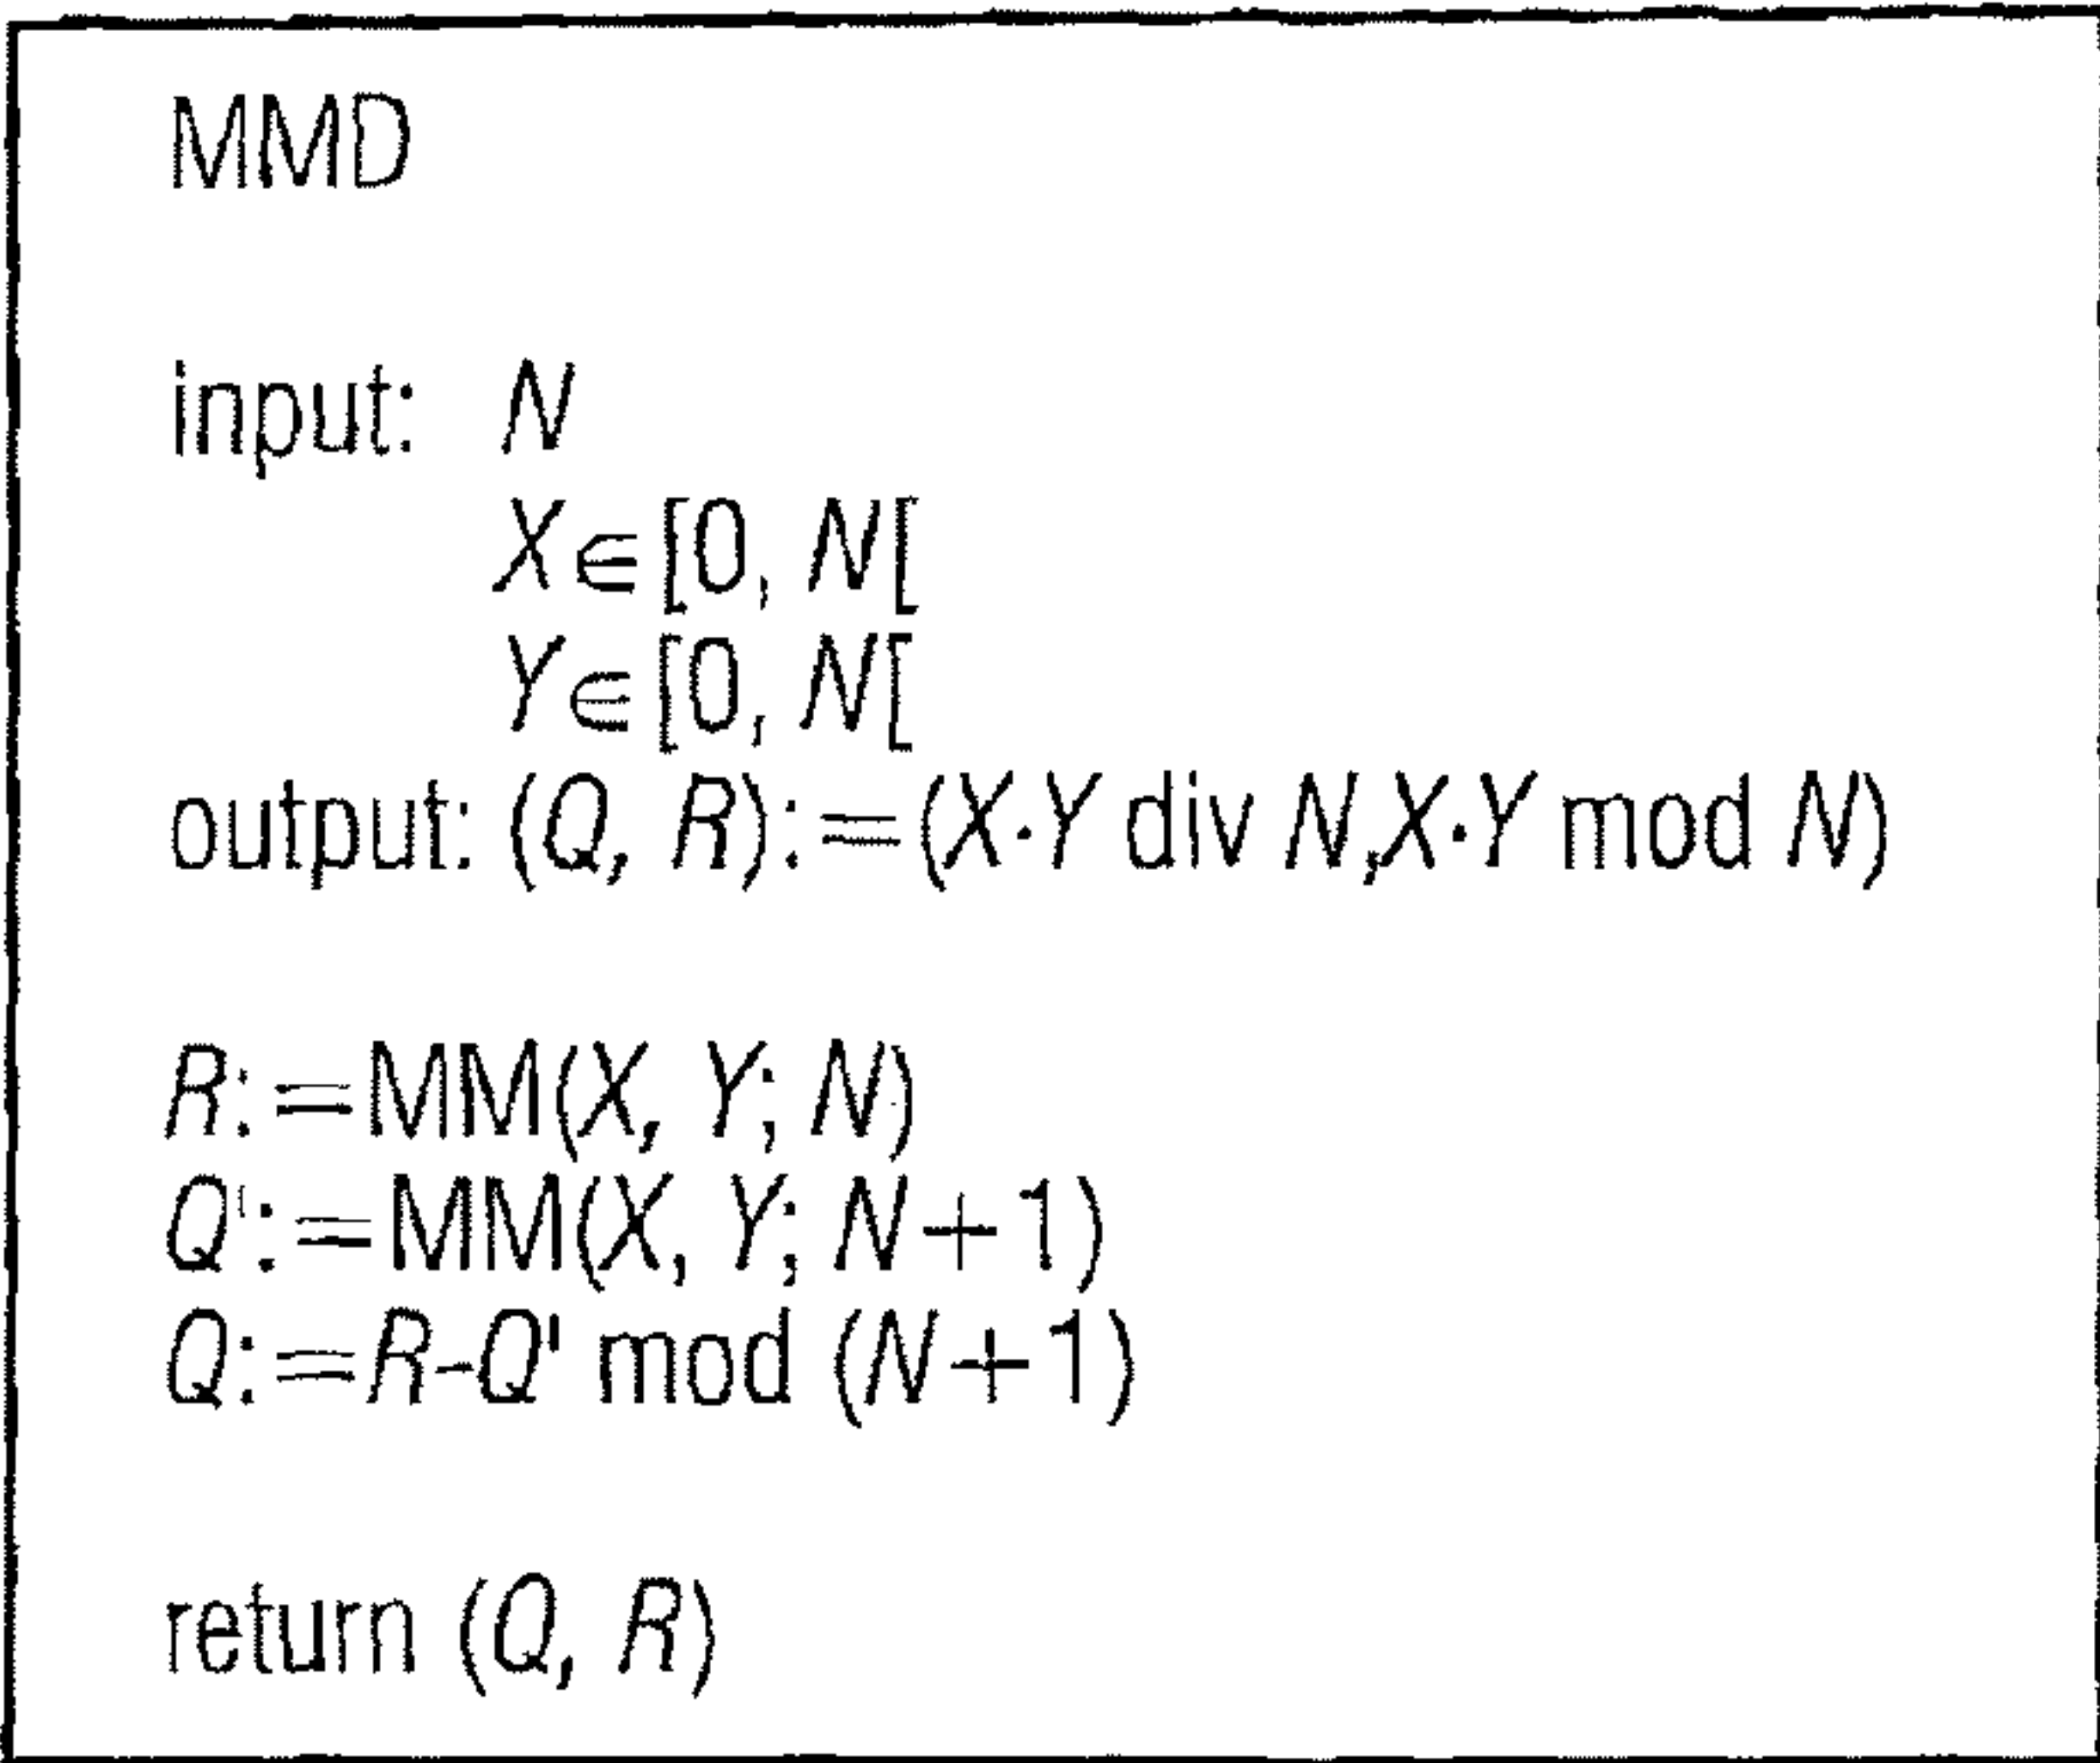 MMD
input: N
X∈[0, N[
Y∈[0, N[
output: (Q, R):=(X·Y div N,X·Y mod N)
R:=MM(X, Y; N)
Q':=MM(X, Y; N+1)
Q:=R-Q' mod (N+1)
return (Q, R)